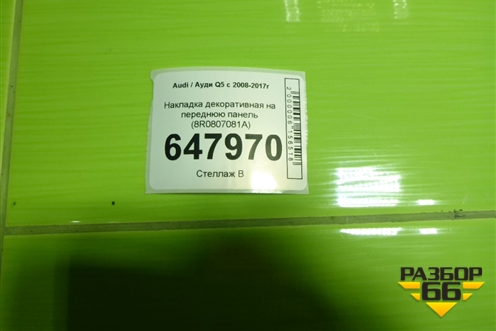 Audi / Ауди Q5 с 2008-2017г
Накладка декоративная на
переднюю панель
(8R0807081A)
647970
Стеллаж В
РАЗБОР
66